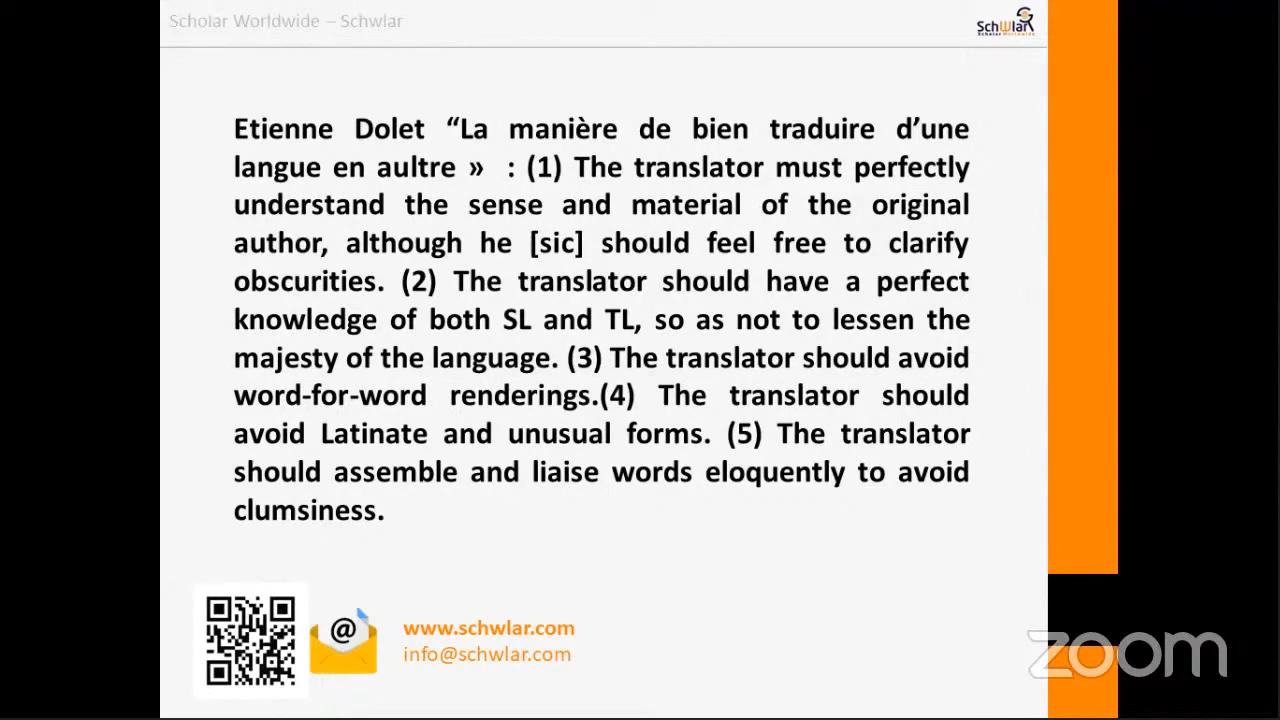 Scholar Worldwide – Schwlar
SchWlar
Scholar Worldwide
Etienne Dolet “La manière de bien traduire d’une
langue en aultre »  : (1) The translator must perfectly
understand the sense and material of the original
author, although he [sic] should feel free to clarify
obscurities. (2) The translator should have a perfect
knowledge of both SL and TL, so as not to lessen the
majesty of the language. (3) The translator should avoid
word-for-word renderings.(4) The translator should
avoid Latinate and unusual forms. (5) The translator
should assemble and liaise words eloquently to avoid
clumsiness.
@
www.schwlar.com
info@schwlar.com
zoom